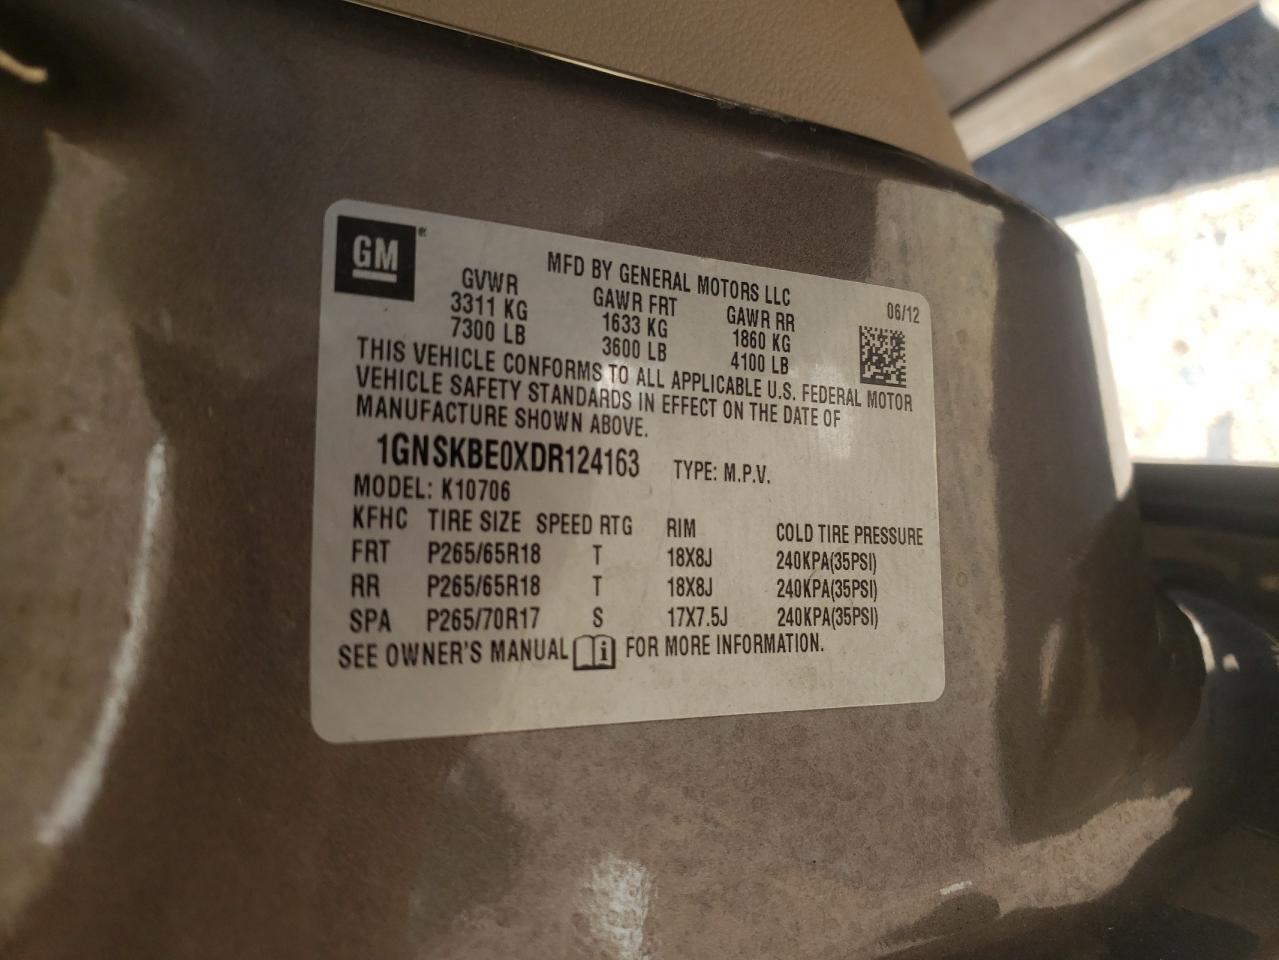 GM®
MFD BY GENERAL MOTORS LLC
06/12
GVWR GAWR FRT GAWR RR
3311 KG 1633 KG 1860 KG
7300 LB 3600 LB 4100 LB
THIS VEHICLE CONFORMS TO ALL APPLICABLE U.S. FEDERAL MOTOR
VEHICLE SAFETY STANDARDS IN EFFECT ON THE DATE OF
MANUFACTURE SHOWN ABOVE.
1GNSKBE0XDR124163 TYPE: M.P.V.
MODEL: K10706
KFHC TIRE SIZE SPEED RTG RIM COLD TIRE PRESSURE
FRT P265/65R18 T 18X8J 240KPA(35PSI)
RR P265/65R18 T 18X8J 240KPA(35PSI)
SPA P265/70R17 S 17X7.5J 240KPA(35PSI)
SEE OWNER'S MANUAL FOR MORE INFORMATION.